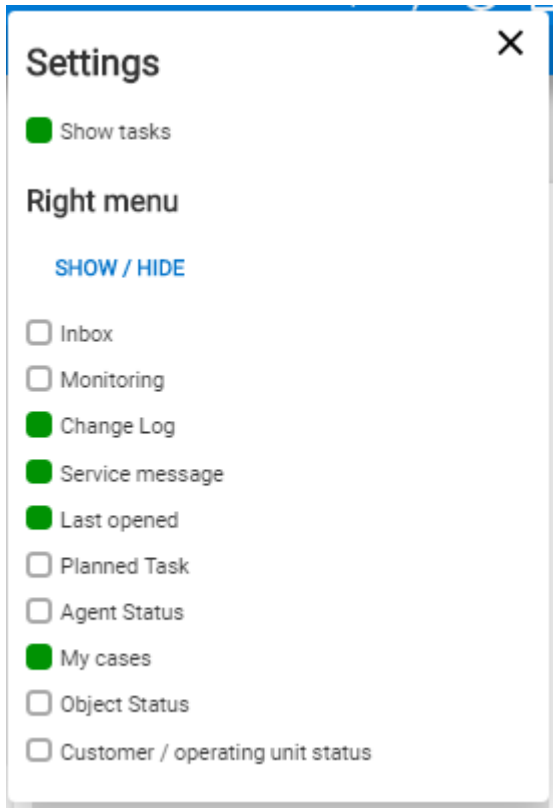 Settings
Show tasks
Right menu
SHOW / HIDE
Inbox
Monitoring
Change Log
Service message
Last opened
Planned Task
Agent Status
My cases
Object Status
Customer / operating unit status